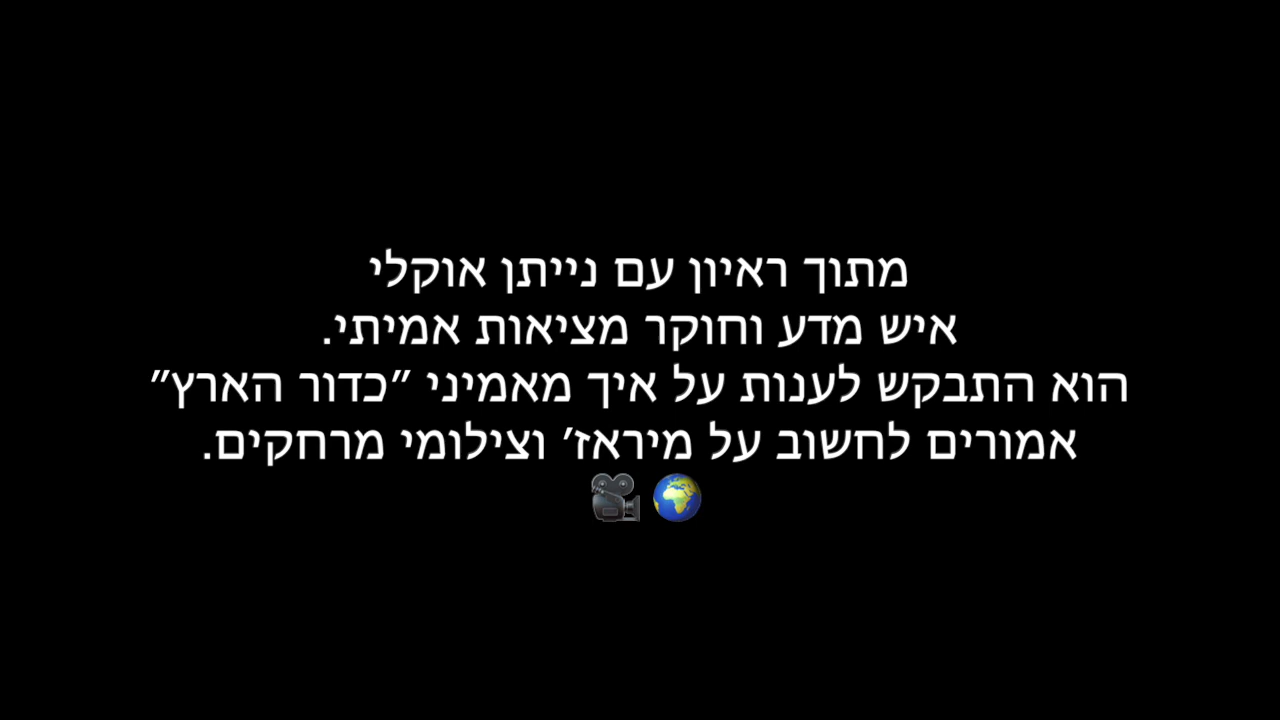 מתוך ראיון עם נייתן אוקלי
איש מדע וחוקר מציאות אמיתי.
הוא התבקש לענות על איך מאמיני ״כדור הארץ״
אמורים לחשוב על מיראז׳ וצילומי מרחקים.
🌍 🎥